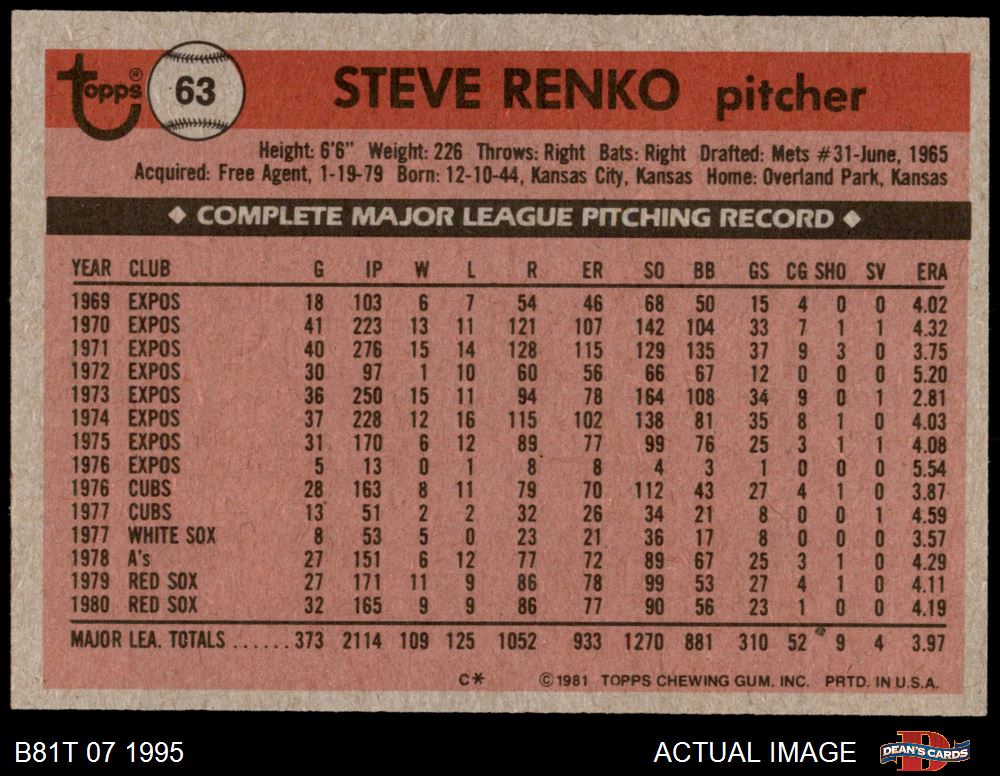 topps® 63 STEVE RENKO pitcher
Height: 6'6" Weight: 226 Throws: Right Bats: Right Drafted: Mets #31-June, 1965
Acquired: Free Agent, 1-19-79 Born: 12-10-44, Kansas City, Kansas Home: Overland Park, Kansas
◆ COMPLETE MAJOR LEAGUE PITCHING RECORD ◆
YEAR CLUB G IP W L R ER SO BB GS CG SHO SV ERA
1969 EXPOS 18 103 6 7 54 46 68 50 15 4 0 0 4.02
1970 EXPOS 41 223 13 11 121 107 142 104 33 7 1 1 4.32
1971 EXPOS 40 276 15 14 128 115 129 135 37 9 3 0 3.75
1972 EXPOS 30 97 1 10 60 56 66 67 12 0 0 0 5.20
1973 EXPOS 36 250 15 11 94 78 164 108 34 9 0 1 2.81
1974 EXPOS 37 228 12 16 115 102 138 81 35 8 1 0 4.03
1975 EXPOS 31 170 6 12 89 77 99 76 25 3 1 1 4.08
1976 EXPOS 5 13 0 1 8 8 4 3 1 0 0 0 5.54
1976 CUBS 28 163 8 11 79 70 112 43 27 4 1 0 3.87
1977 CUBS 13 51 2 2 32 26 34 21 8 0 0 1 4.59
1977 WHITE SOX 8 53 5 0 23 21 36 17 8 0 0 0 3.57
1978 A's 27 151 6 12 77 72 89 67 25 3 1 0 4.29
1979 RED SOX 27 171 11 9 86 78 99 53 27 4 1 0 4.11
1980 RED SOX 32 165 9 9 86 77 90 56 23 1 0 0 4.19
MAJOR LEA. TOTALS ...... 373 2114 109 125 1052 933 1270 881 310 52 9 4 3.97
C* ©1981 TOPPS CHEWING GUM. INC. PRTD. IN U.S.A.
B81T 07 1995 ACTUAL IMAGE DEAN'S CARDS